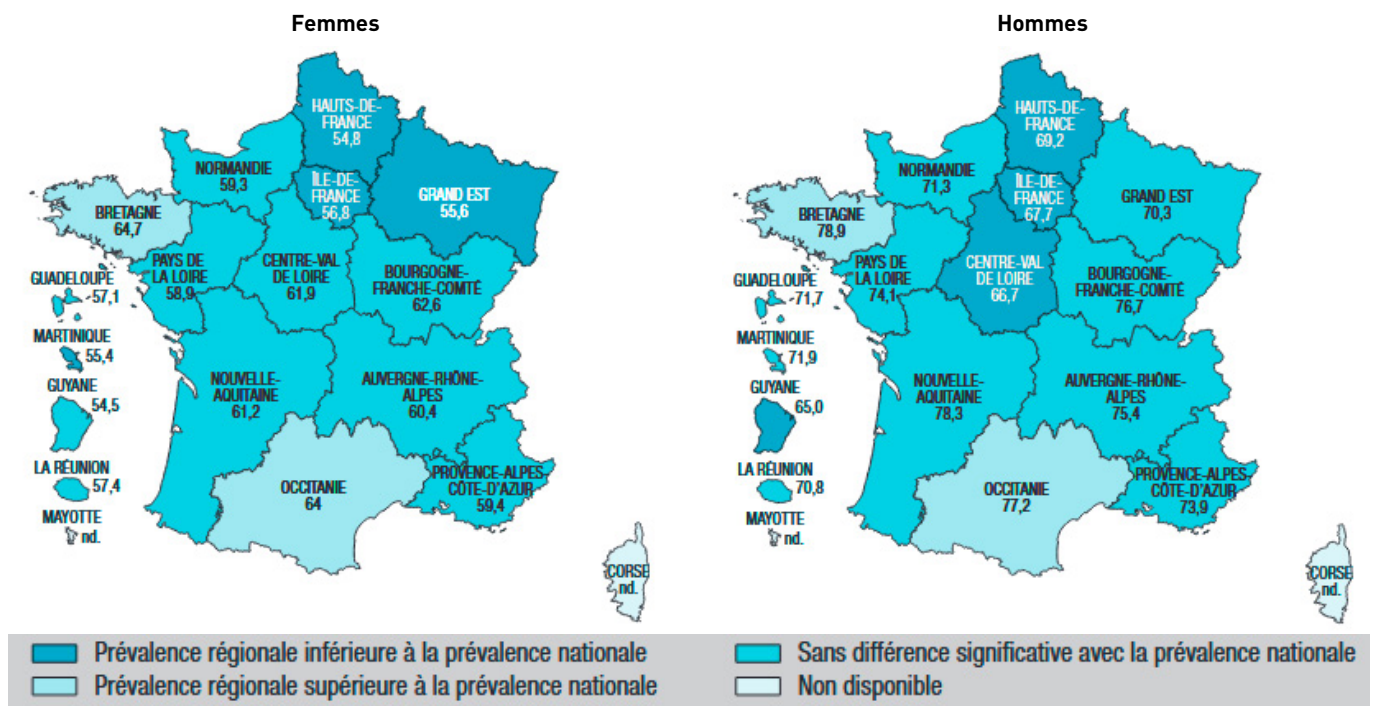 Femmes
HAUTS-DE-
FRANCE
54,8
NORMANDIE
59,3
ÎLE-DE-
FRANCE
56,8
GRAND EST
55,6
BRETAGNE
64,7
PAYS DE
LA LOIRE
58,9
CENTRE-VAL
DE LOIRE
61,9
BOURGOGNE-
FRANCHE-COMTÉ
62,6
GUADELOUPE
57,1
MARTINIQUE
55,4
GUYANE
54,5
LA RÉUNION
57,4
MAYOTTE
nd.
NOUVELLE-
AQUITAINE
61,2
AUVERGNE-RHÔNE-
ALPES
60,4
OCCITANIE
64
PROVENCE-ALPES
CÔTE-D'AZUR
59,4
CORSE
nd.
Hommes
HAUTS-DE-
FRANCE
69,2
NORMANDIE
71,3
ÎLE-DE-
FRANCE
67,7
GRAND EST
70,3
BRETAGNE
78,9
PAYS DE
LA LOIRE
74,1
CENTRE-VAL
DE LOIRE
66,7
BOURGOGNE-
FRANCHE-COMTÉ
76,7
GUADELOUPE
71,7
MARTINIQUE
71,9
GUYANE
65,0
LA RÉUNION
70,8
MAYOTTE
nd.
NOUVELLE-
AQUITAINE
78,3
AUVERGNE-RHÔNE-
ALPES
75,4
OCCITANIE
77,2
PROVENCE-ALPES
CÔTE-D'AZUR
73,9
CORSE
nd.
Prévalence régionale inférieure à la prévalence nationale
Sans différence significative avec la prévalence nationale
Prévalence régionale supérieure à la prévalence nationale
Non disponible